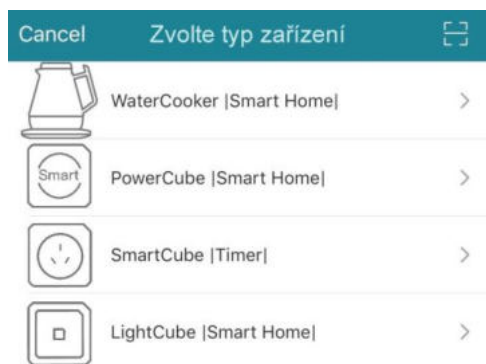 Cancel Zvolte typ zařízení
WaterCooker |Smart Home|
Smart
PowerCube |Smart Home|
SmartCube |Timer|
LightCube |Smart Home|